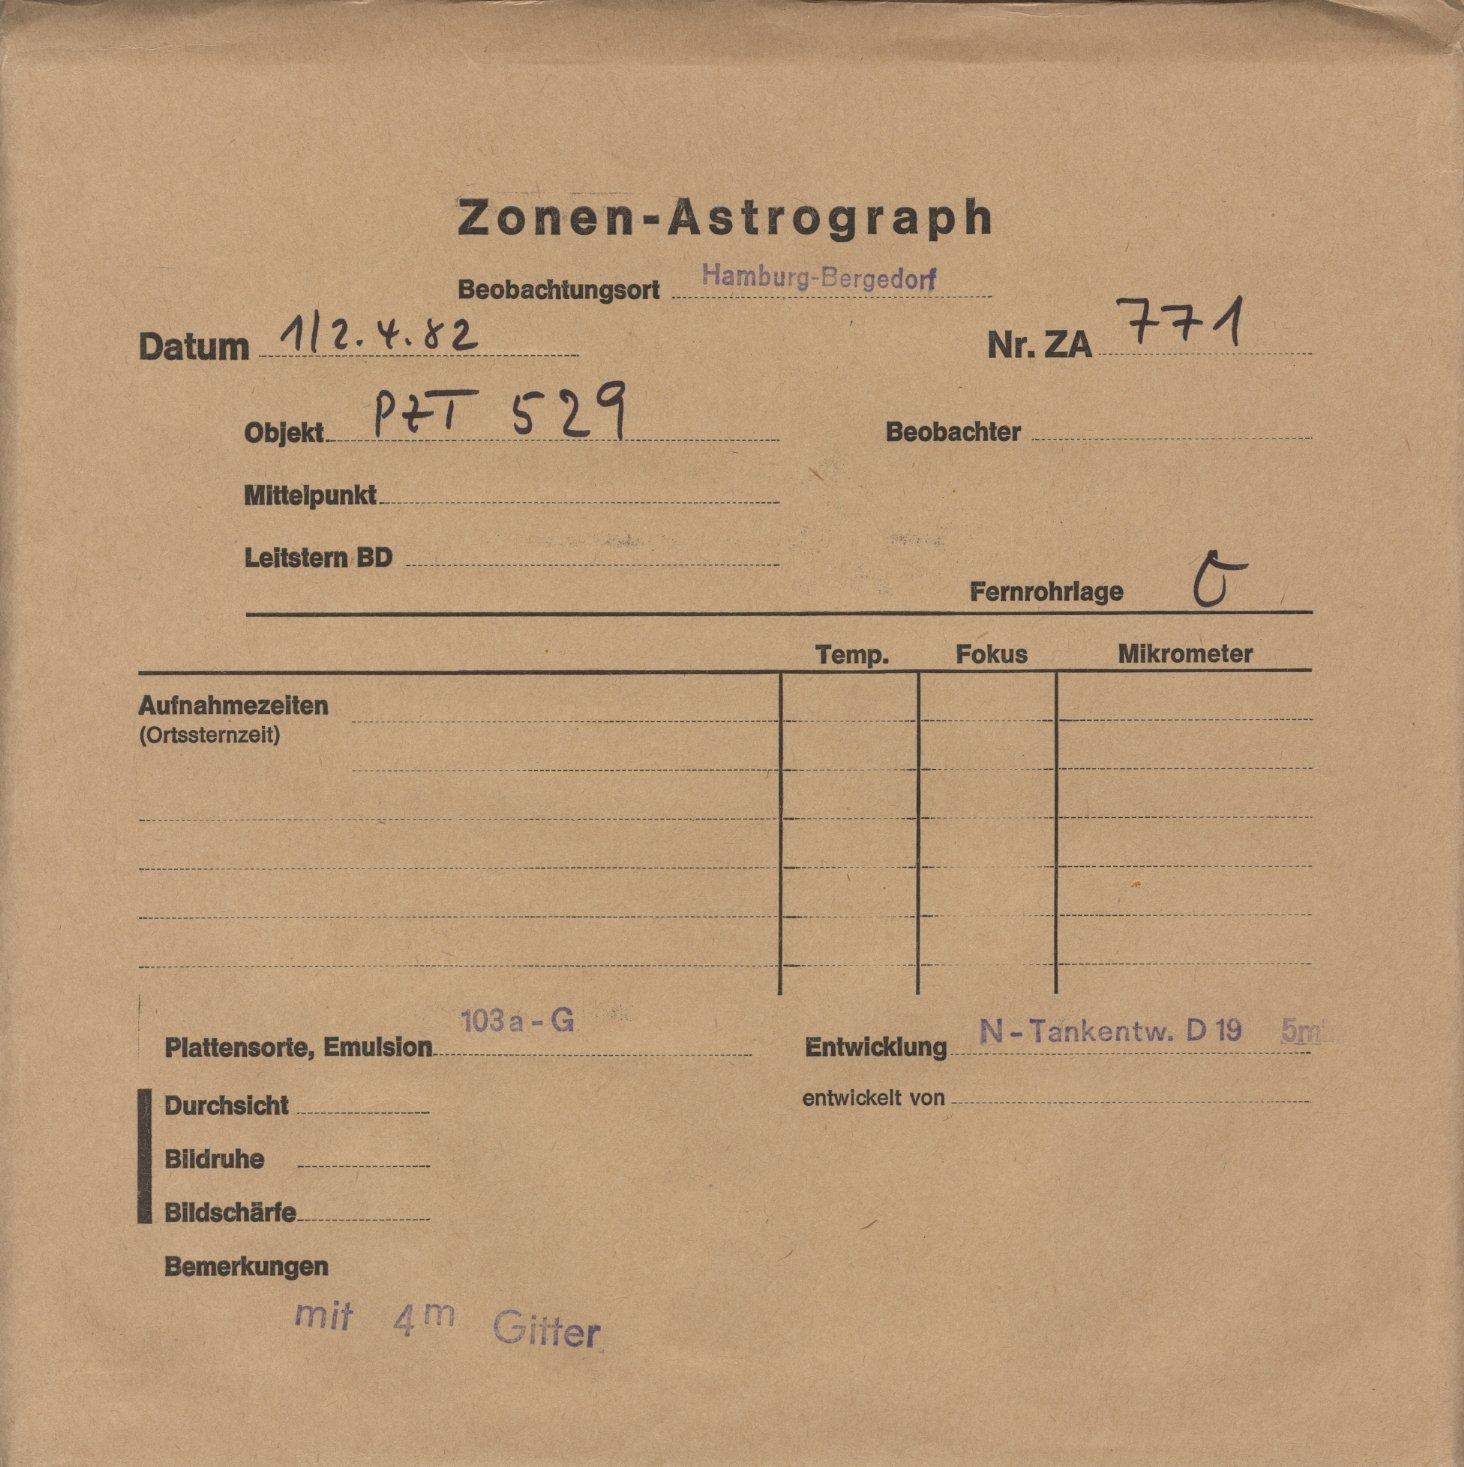 Zonen-Astrograph
Beobachtungsort Hamburg-Bergedorf
Datum 1/2.4.82 Nr. ZA 771
Objekt PZT 529 Beobachter
Mittelpunkt
Leitstern BD
Fernrohrlage
Temp. Fokus Mikrometer
Aufnahmezeiten
(Ortssternzeit)
103a-G N-Tankentw. D 19
Plattensorte, Emulsion Entwicklung
Durchsicht entwickelt von
Bildruhe
Bildschärfe
Bemerkungen
mit 4m Gitter